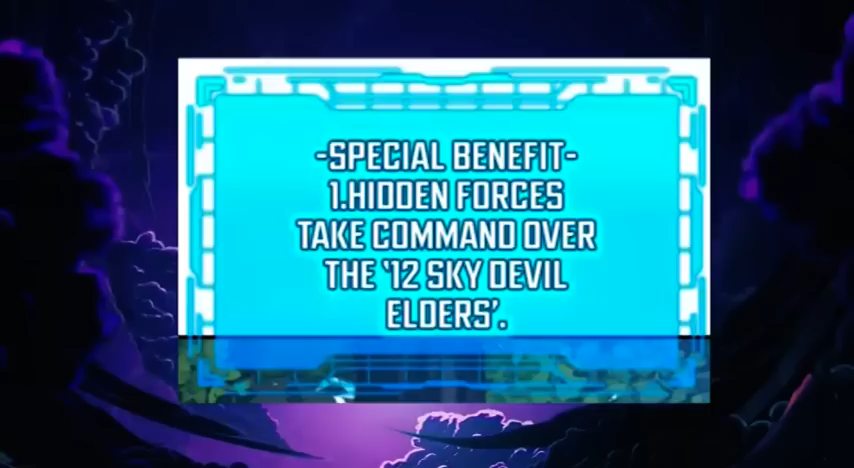 -SPECIAL BENEFIT-
1.HIDDEN FORCES
TAKE COMMAND OVER
THE '12 SKY DEVIL
ELDERS'.